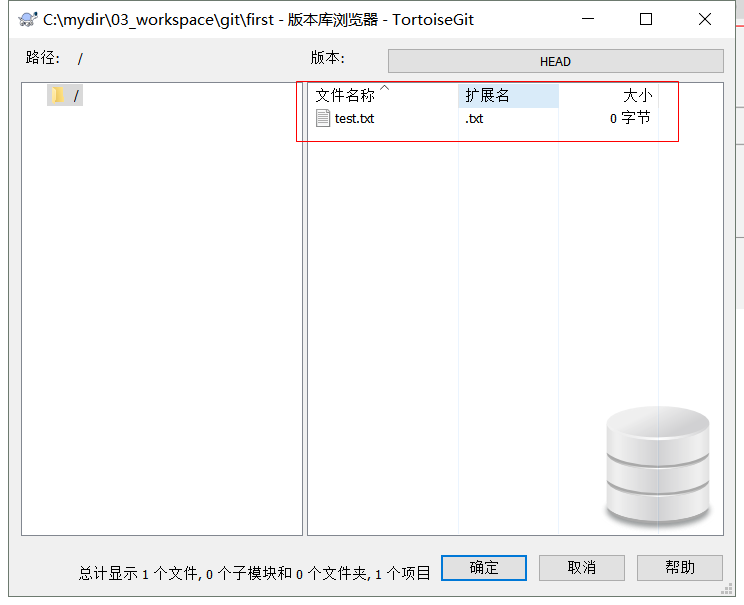 C:\mydir\03_workspace\git\first - 版本库浏览器 - TortoiseGit
路径: / 版本: HEAD
/
文件名称 扩展名 大小
test.txt .txt 0 字节
总计显示 1 个文件, 0 个子模块和 0 个文件夹, 1 个项目 确定 取消 帮助